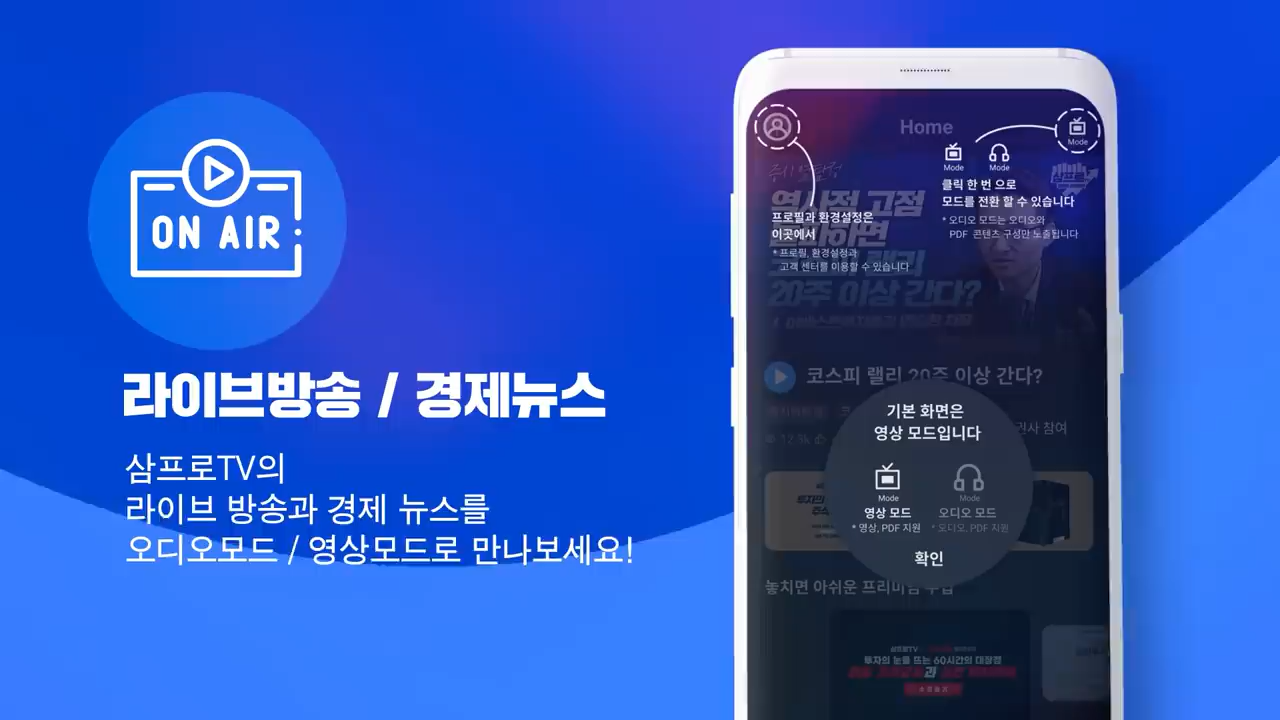 ON AIR
라이브방송 / 경제뉴스
삼프로TV의
라이브 방송과 경제 뉴스를
오디오모드 / 영상모드로 만나보세요!
Home
Mode
Mode
Mode
클릭 한 번 으로
모드를 전환 할 수 있습니다
* 오디오 모드는 오디오와
PDF 콘텐츠 구성만 노출됩니다
프로필과 환경설정은
이곳에서
* 프로필, 환경설정과
고객 센터를 이용할 수 있습니다
역사점 고점
20주 이상 간다?
코스피 랠리 20주 이상 간다?
기본 화면은
영상 모드입니다
Mode
Mode
영상 모드
오디오 모드
* 영상, PDF 지원
* 오디오, PDF 지원
확인
놓치면 아쉬운 프리미엄 수업
삼프로TV
투자의 눈을 뜨는 60시간의 대장정